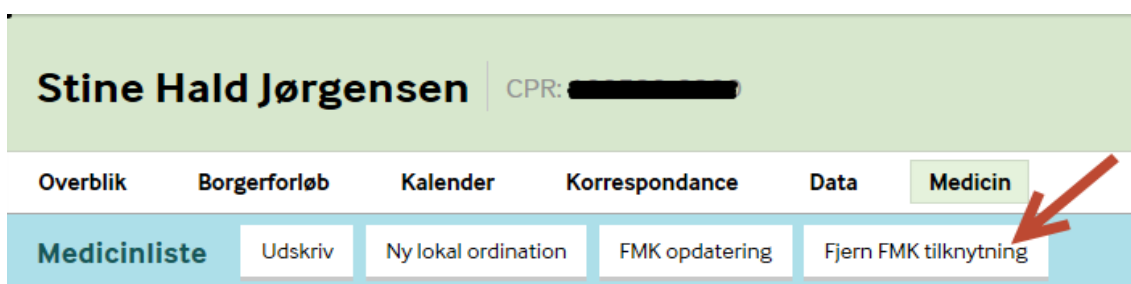 Stine Hald Jørgensen CPR:
Overblik Borgerforløb Kalender Korrespondance Data Medicin
Medicinliste Udskriv Ny lokal ordination FMK opdatering Fjern FMK tilknytning